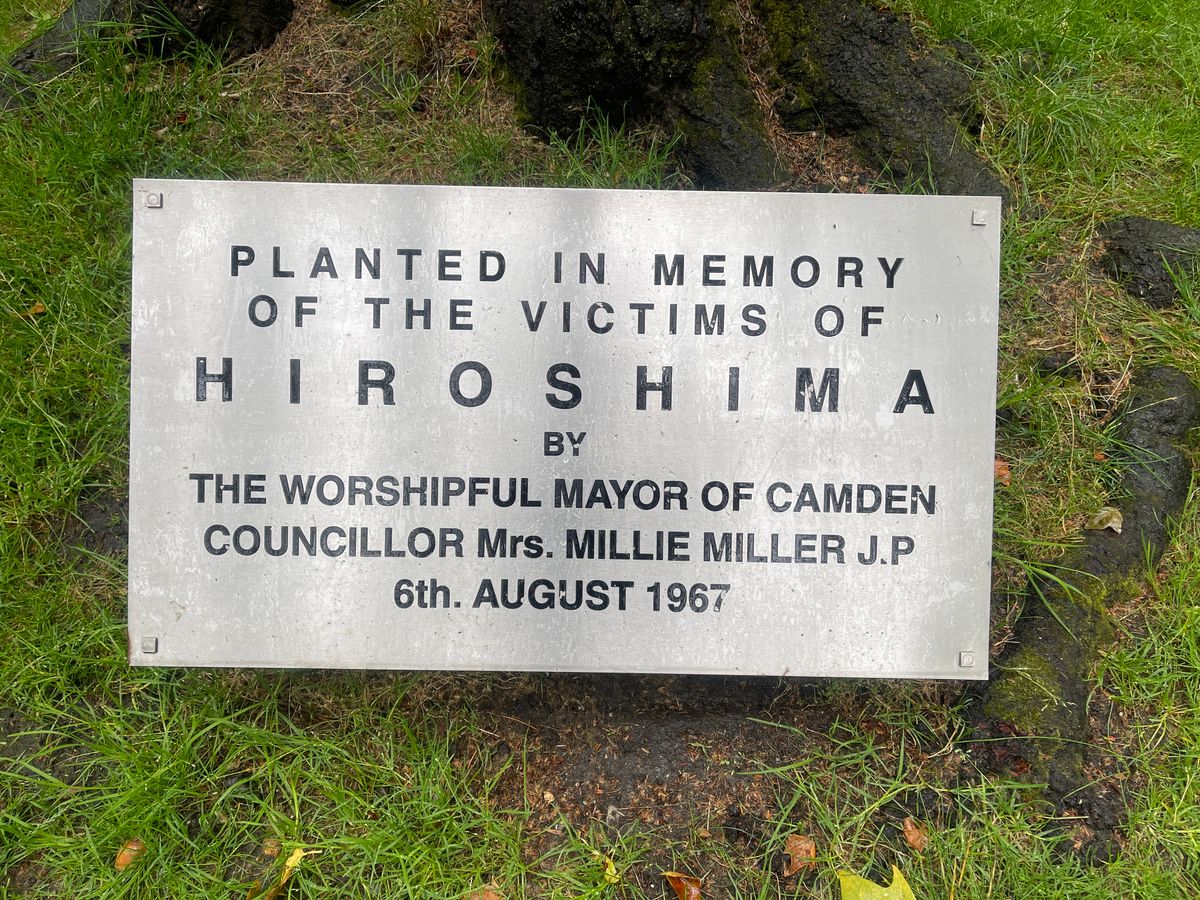 PLANTED IN MEMORY
OF THE VICTIMS OF
HIROSHIMA
BY
THE WORSHIPFUL MAYOR OF CAMDEN
COUNCILLOR Mrs. MILLIE MILLER J.P
6th. AUGUST 1967